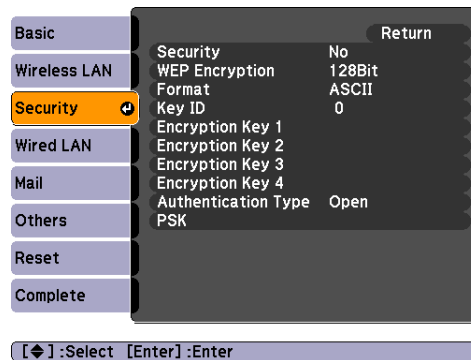 Basic
Wireless LAN
Security
Wired LAN
Mail
Others
Reset
Complete
Return
Security No
WEP Encryption 128Bit
Format ASCII
Key ID 0
Encryption Key 1
Encryption Key 2
Encryption Key 3
Encryption Key 4
Authentication Type Open
PSK
[◆] :Select [Enter] :Enter